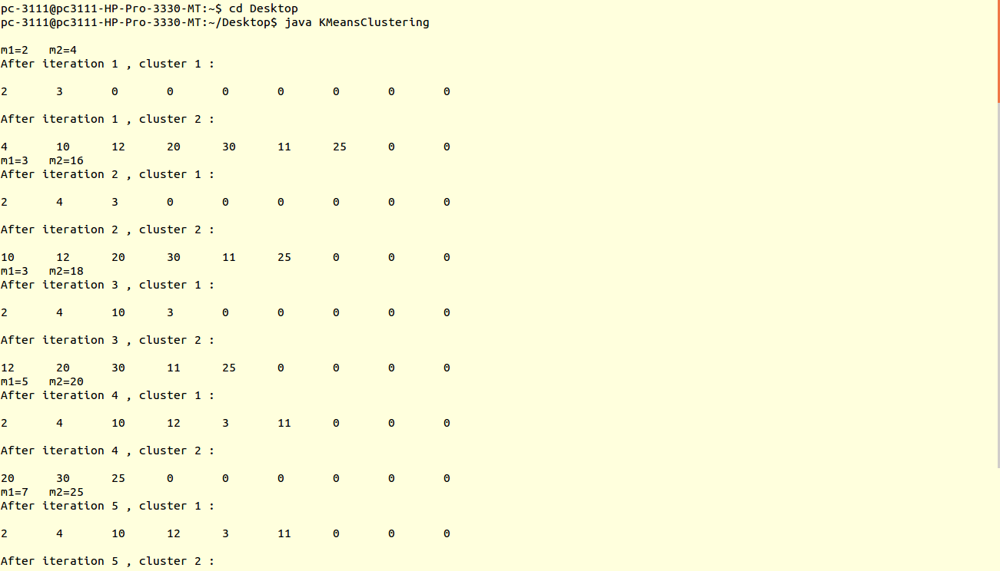 pc-3111@pc3111-HP-Pro-3330-MT:~$ cd Desktop
pc-3111@pc3111-HP-Pro-3330-MT:~/Desktop$ java KMeansClustering
m1=2   m2=4
After iteration 1 , cluster 1 :
2       3       0       0       0       0       0       0       0
After iteration 1 , cluster 2 :
4       10      12      20      30      11      25      0       0
m1=3   m2=16
After iteration 2 , cluster 1 :
2       4       3       0       0       0       0       0       0
After iteration 2 , cluster 2 :
10      12      20      30      11      25      0       0       0
m1=3   m2=18
After iteration 3 , cluster 1 :
2       4       10      3       0       0       0       0       0
After iteration 3 , cluster 2 :
12      20      30      11      25      0       0       0       0
m1=5   m2=20
After iteration 4 , cluster 1 :
2       4       10      12      3       11      0       0       0
After iteration 4 , cluster 2 :
20      30      25      0       0       0       0       0       0
m1=7   m2=25
After iteration 5 , cluster 1 :
2       4       10      12      3       11      0       0       0
After iteration 5 , cluster 2 :